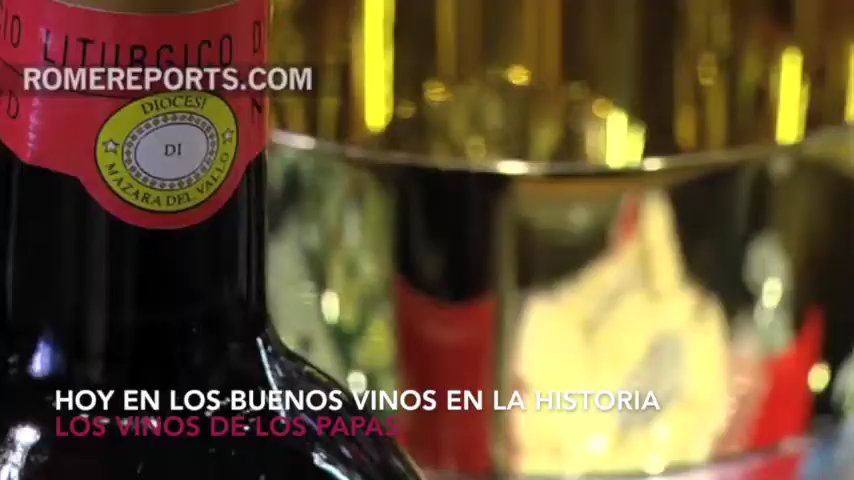 CIO LITURGICO D
ROMEREPORTS.COM
DIOCESI
DI
MAZARA DEL VALLO
HOY EN LOS BUENOS VINOS EN LA HISTORIA
LOS VINOS DE LOS PAPAS